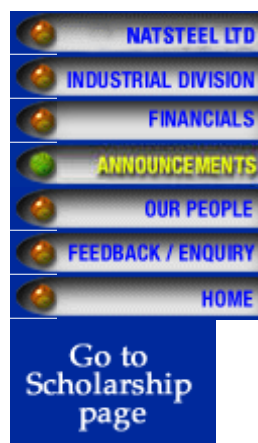 NATSTEEL LTD
INDUSTRIAL DIVISION
FINANCIALS
ANNOUNCEMENTS
OUR PEOPLE
FEEDBACK / ENQUIRY
HOME
Go to
Scholarship
page